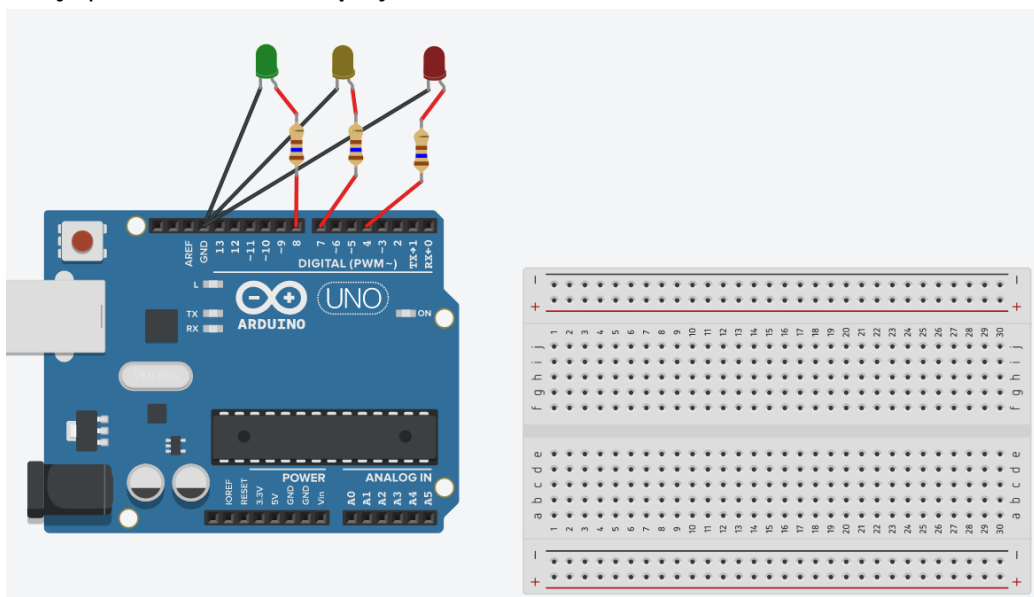 AREF
GND
13
12
~11
~10
~9
8
7
~6
~5
4
~3
2
TX→1
RX←0
DIGITAL (PWM~)
L
TX
RX
ARDUINO
UNO
ON
POWER
ANALOG IN
IOREF
RESET
3.3V
5V
GND
GND
Vin
A0
A1
A2
A3
A4
A5
− −
+ +
1 2 3 4 5 6 7 8 9 10 11 12 13 14 15 16 17 18 19 20 21 22 23 24 25 26 27 28 29 30
j j
i i
h h
g g
f f
e e
d d
c c
b b
a a
1 2 3 4 5 6 7 8 9 10 11 12 13 14 15 16 17 18 19 20 21 22 23 24 25 26 27 28 29 30
− −
+ +